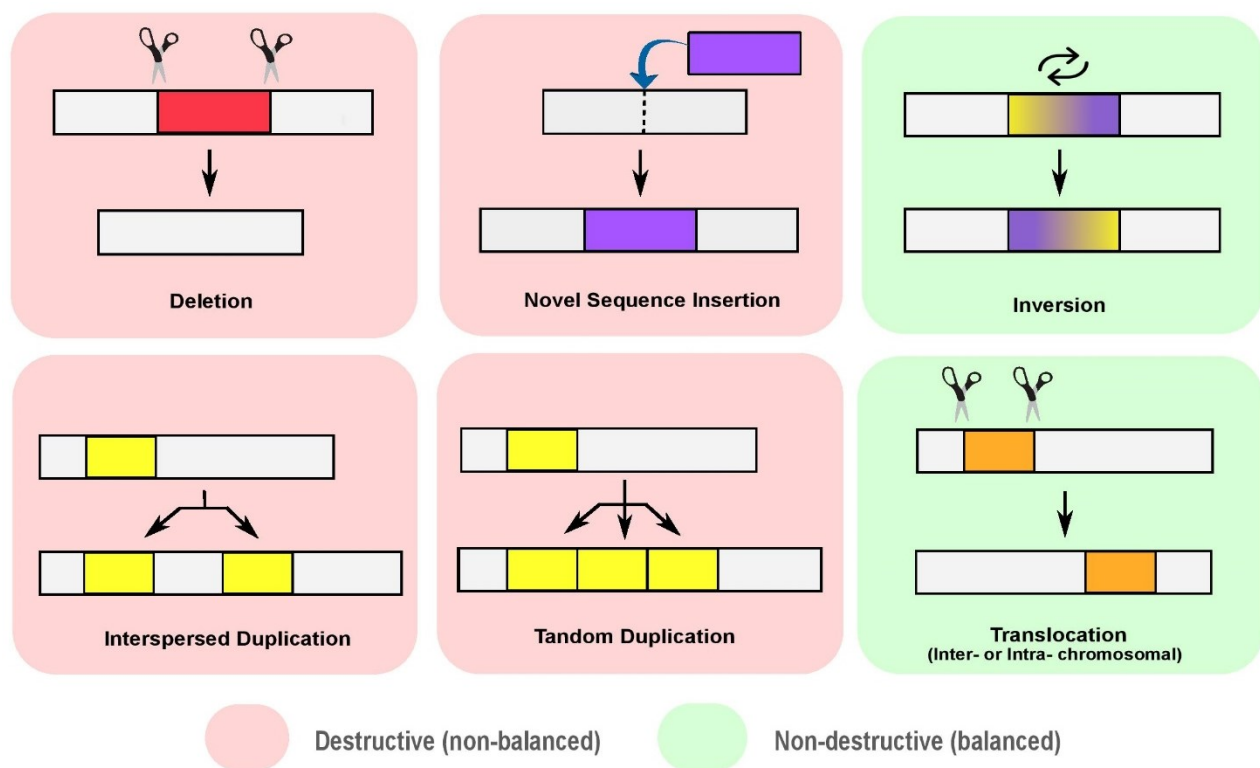 Deletion
Novel Sequence Insertion
Inversion
Interspersed Duplication
Tandom Duplication
Translocation
(Inter- or Intra- chromosomal)
Destructive (non-balanced)
Non-destructive (balanced)